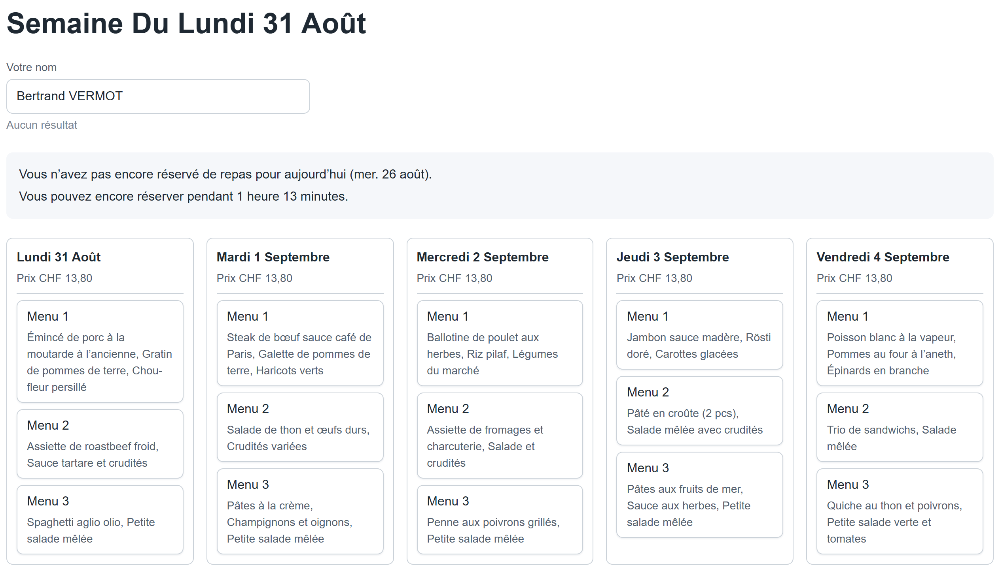 Semaine Du Lundi 31 Août
Votre nom
Bertrand VERMOT
Aucun résultat
Vous n’avez pas encore réservé de repas pour aujourd’hui (mer. 26 août).
Vous pouvez encore réserver pendant 1 heure 13 minutes.
Lundi 31 Août
Prix CHF 13,80
Menu 1
Émincé de porc à la
moutarde à l’ancienne, Gratin
de pommes de terre, Chou-
fleur persillé
Menu 2
Assiette de roastbeef froid,
Sauce tartare et crudités
Menu 3
Spaghetti aglio olio, Petite
salade mêlée
Mardi 1 Septembre
Prix CHF 13,80
Menu 1
Steak de bœuf sauce café de
Paris, Galette de pommes de
terre, Haricots verts
Menu 2
Salade de thon et œufs durs,
Crudités variées
Menu 3
Pâtes à la crème,
Champignons et oignons,
Petite salade mêlée
Mercredi 2 Septembre
Prix CHF 13,80
Menu 1
Ballotine de poulet aux
herbes, Riz pilaf, Légumes
du marché
Menu 2
Assiette de fromages et
charcuterie, Salade et
crudités
Menu 3
Penne aux poivrons grillés,
Petite salade mêlée
Jeudi 3 Septembre
Prix CHF 13,80
Menu 1
Jambon sauce madère, Rösti
doré, Carottes glacées
Menu 2
Pâté en croûte (2 pcs),
Salade mêlée avec crudités
Menu 3
Pâtes aux fruits de mer,
Sauce aux herbes, Petite
salade mêlée
Vendredi 4 Septembre
Prix CHF 13,80
Menu 1
Poisson blanc à la vapeur,
Pommes au four à l’aneth,
Épinards en branche
Menu 2
Trio de sandwichs, Salade
mêlée
Menu 3
Quiche au thon et poivrons,
Petite salade verte et
tomates